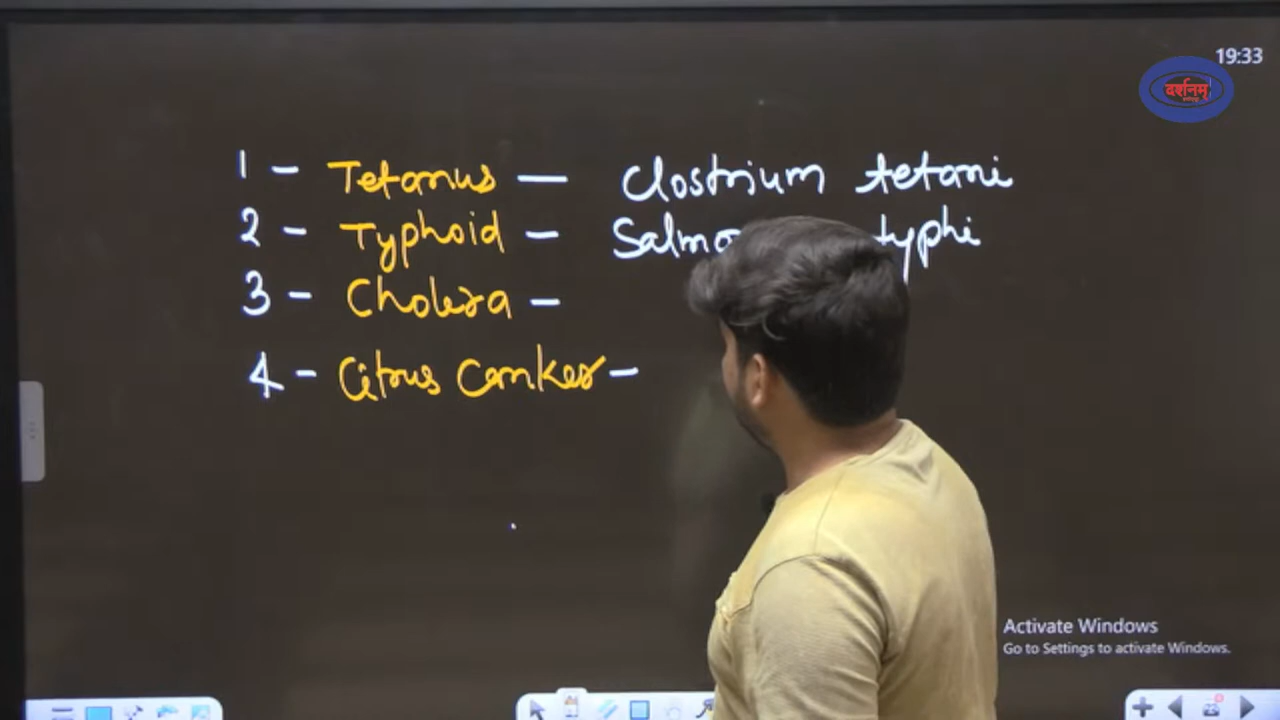 19:33
दर्शनम्
1 - Tetanus - Clostrium tetani
2 - Typhoid - Salmo typhi
3 - Cholera -
4 - Citrus Canker -
Activate Windows
Go to Settings to activate Windows.
23